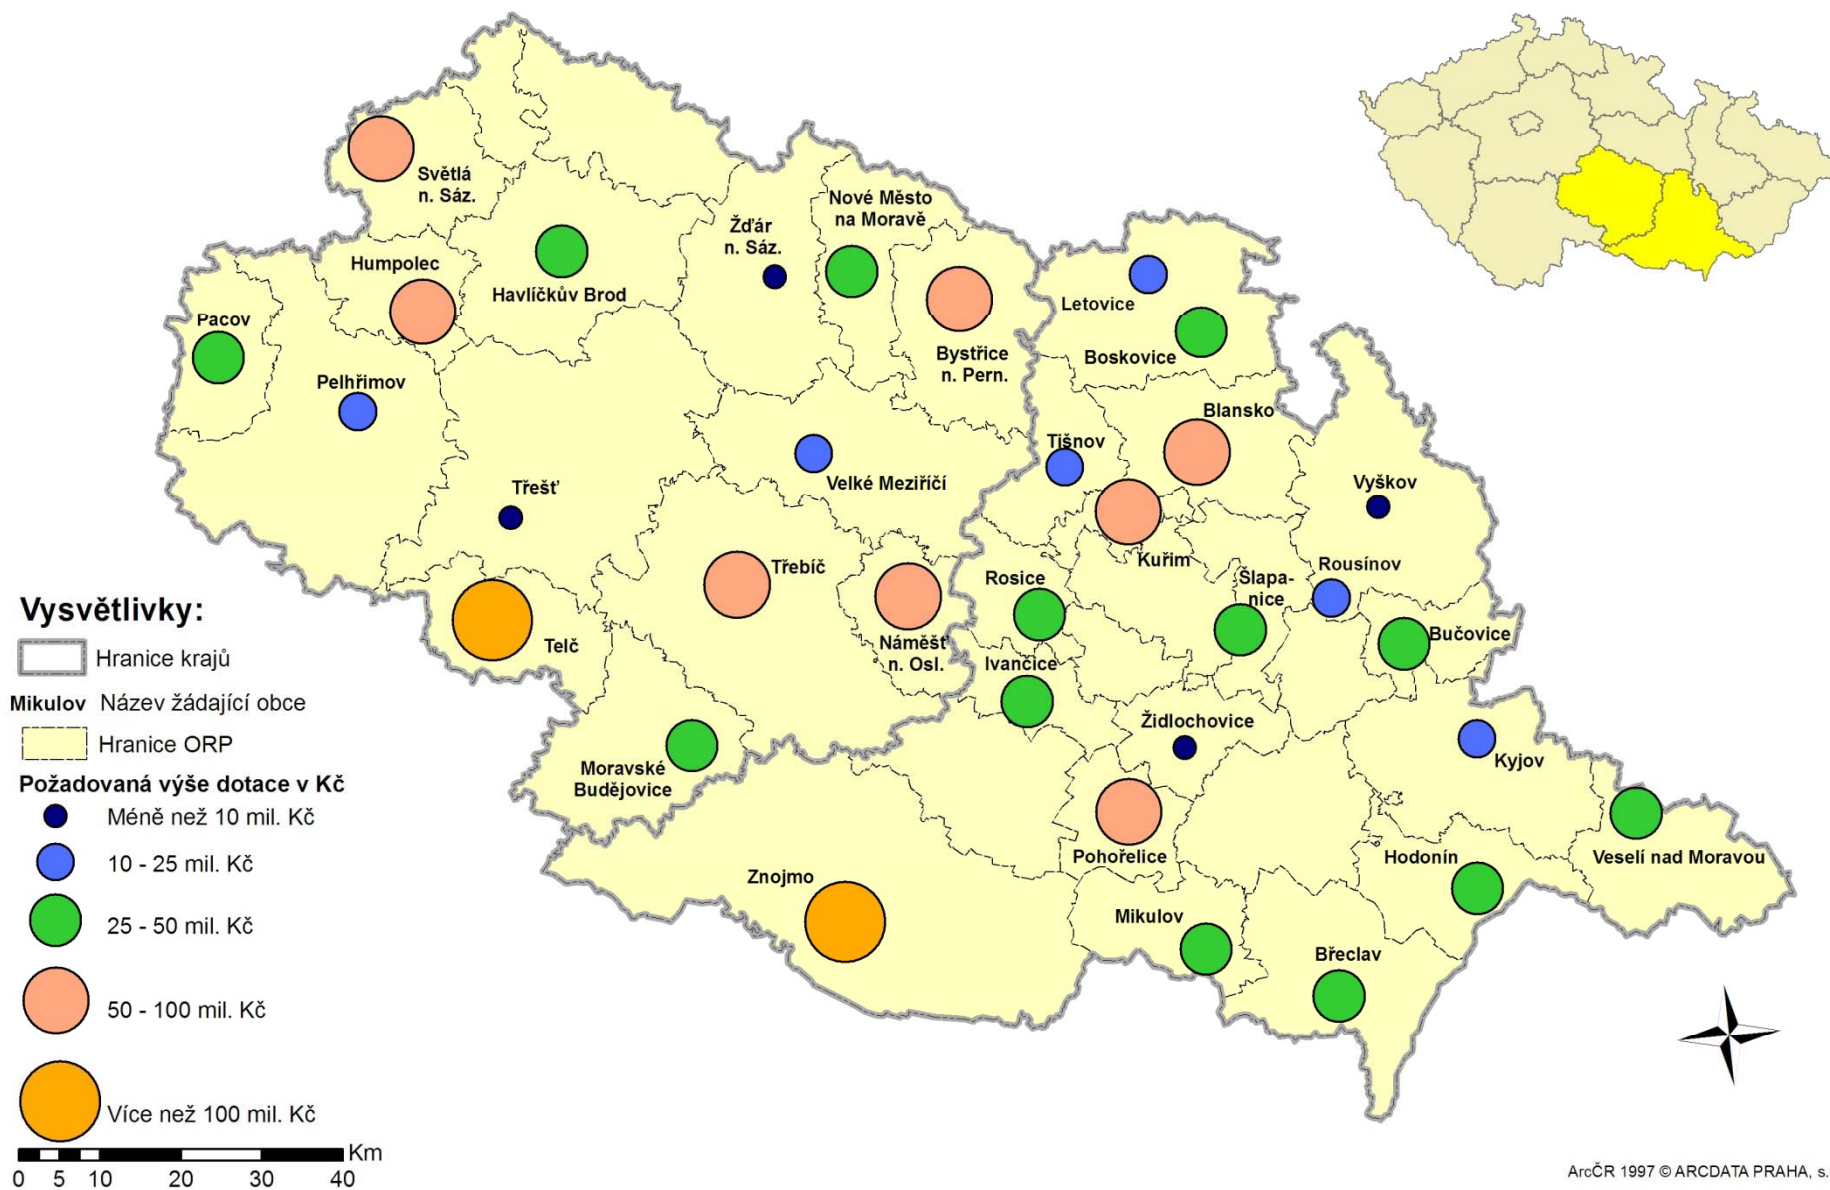 Světlá
n. Sáz.
Nové Město
na Moravě
Žďár
n. Sáz.
Humpolec
Havlíčkův Brod
Letovice
Pacov
Boskovice
Bystřice
n. Pern.
Pelhřimov
Blansko
Tišnov
Velké Meziříčí
Třešť
Vyškov
Kuřim
Třebíč
Rousínov
Rosice
Šlapa-
nice
Telč
Náměšť
n. Osl.
Bučovice
Ivančice
Židlochovice
Kyjov
Moravské
Budějovice
Pohořelice
Hodonín
Veselí nad Moravou
Znojmo
Mikulov
Břeclav
Vysvětlivky:
Hranice krajů
Mikulov Název žádající obce
Hranice ORP
Požadovaná výše dotace v Kč
Méně než 10 mil. Kč
10 - 25 mil. Kč
25 - 50 mil. Kč
50 - 100 mil. Kč
Více než 100 mil. Kč
Km
0 5 10 20 30 40
ArcČR 1997 © ARCDATA PRAHA, s.